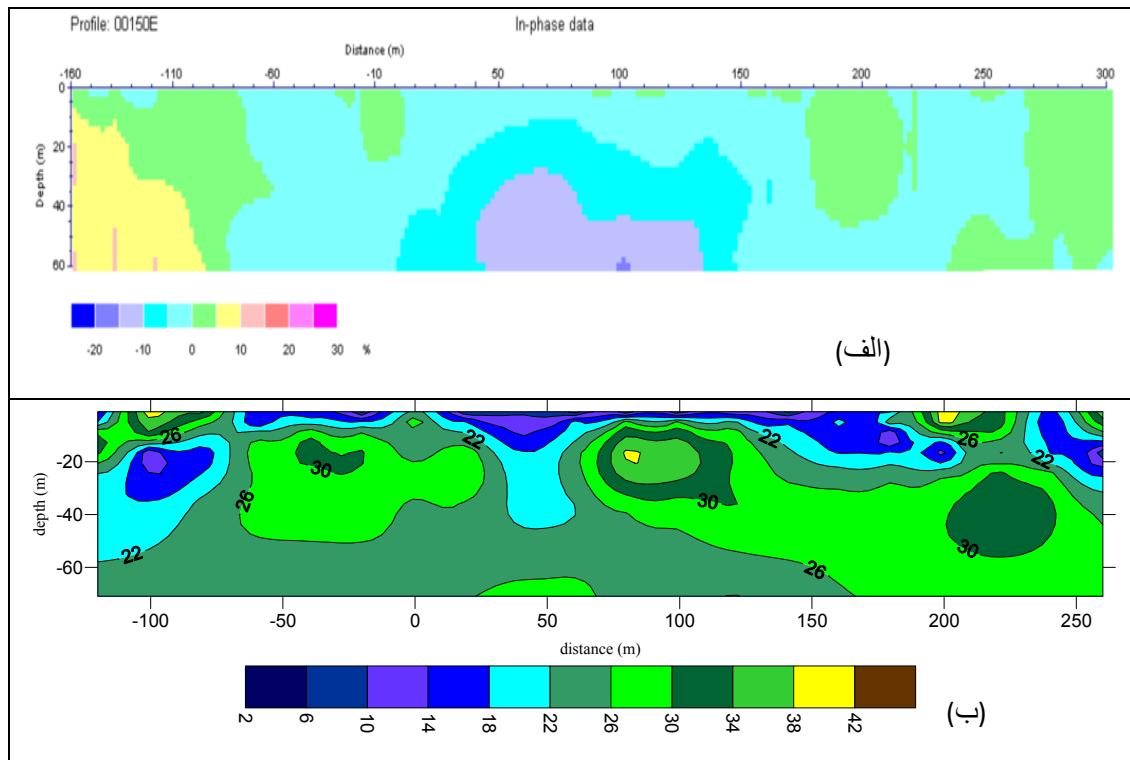 Profile: 00150E
In-phase data
Distance (m)
-160 -110 -60 -10 50 100 150 200 250 300
Depth (m)
0
20
40
60
-20 -10 0 10 20 30 %
(الف)
26
22
30
26
22
30
26
22
30
26
22
depth (m)
-20
-40
-60
-100 -50 0 50 100 150 200 250
distance (m)
2 6 10 14 18 22 26 30 34 38 42
(ب)